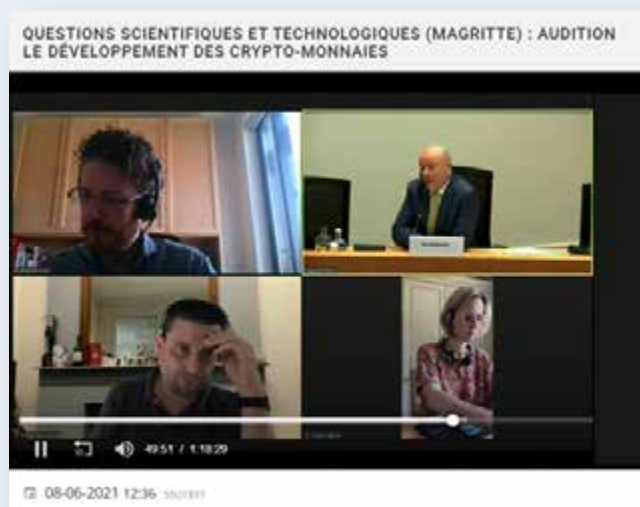 QUESTIONS SCIENTIFIQUES ET TECHNOLOGIQUES (MAGRITTE) : AUDITION
LE DÉVELOPPEMENT DES CRYPTO-MONNAIES
49:51 / 1:18:29
08-06-2021 12:36